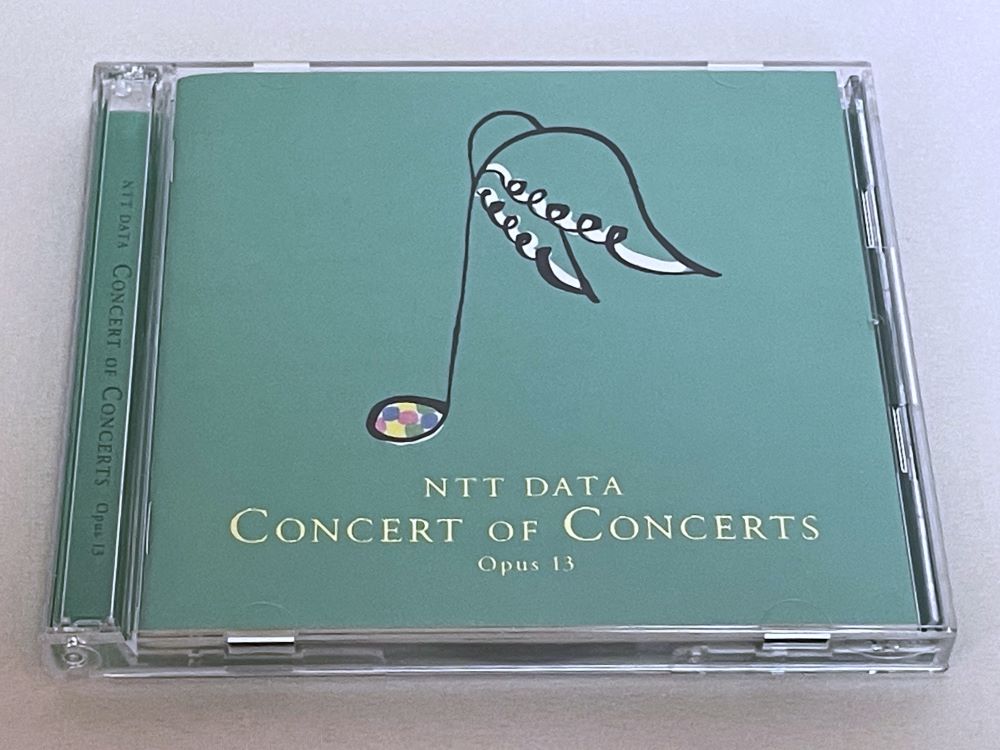 NTT DATA
CONCERT OF CONCERTS
Opus 13
NTT DATA CONCERT OF CONCERTS Opus 13